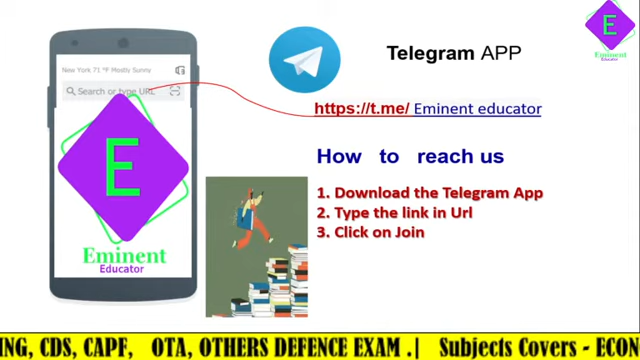 E
Eminent
Educator
Telegram APP
New York 71 °F Mostly Sunny
Search or type URL
https://t.me/ Eminent educator
E
Eminent
Educator
How to reach us
1. Download the Telegram App
2. Type the link in Url
3. Click on Join
ING, CDS, CAPF, OTA, OTHERS DEFENCE EXAM .| Subjects Covers - ECON